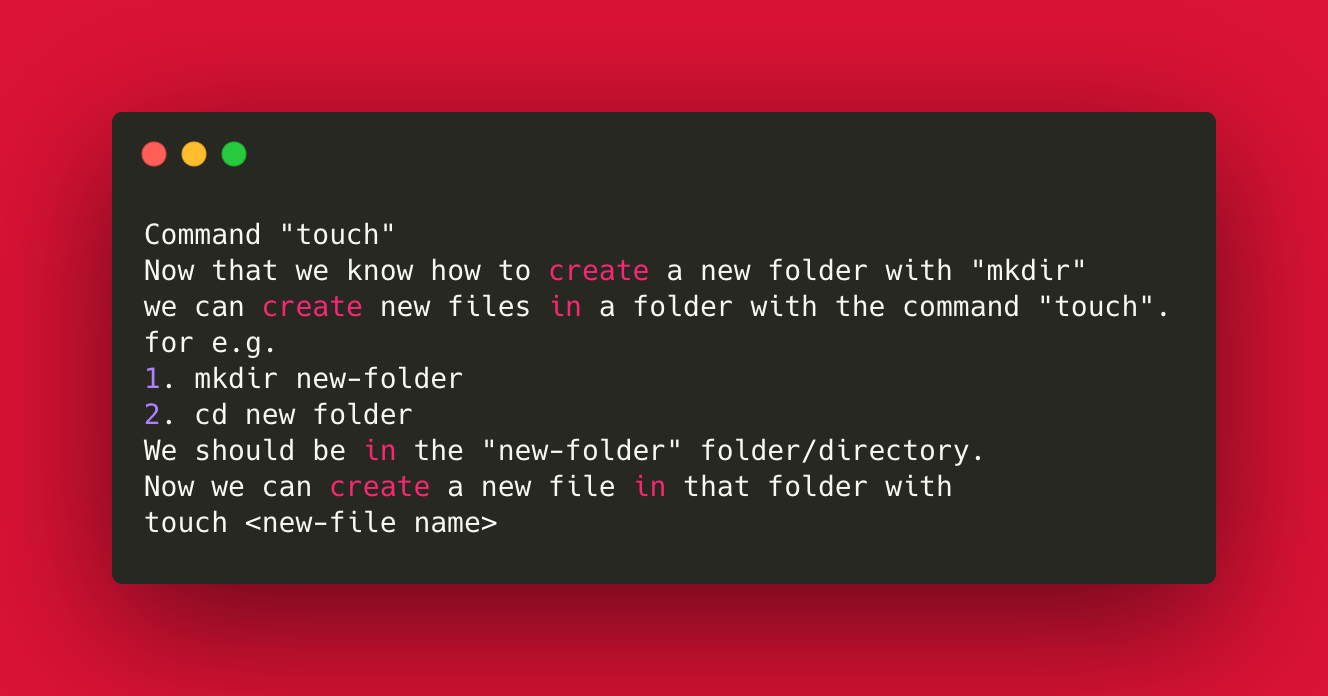 Command "touch"
Now that we know how to create a new folder with "mkdir"
we can create new files in a folder with the command "touch".
for e.g.
1. mkdir new-folder
2. cd new folder
We should be in the "new-folder" folder/directory.
Now we can create a new file in that folder with
touch <new-file name>